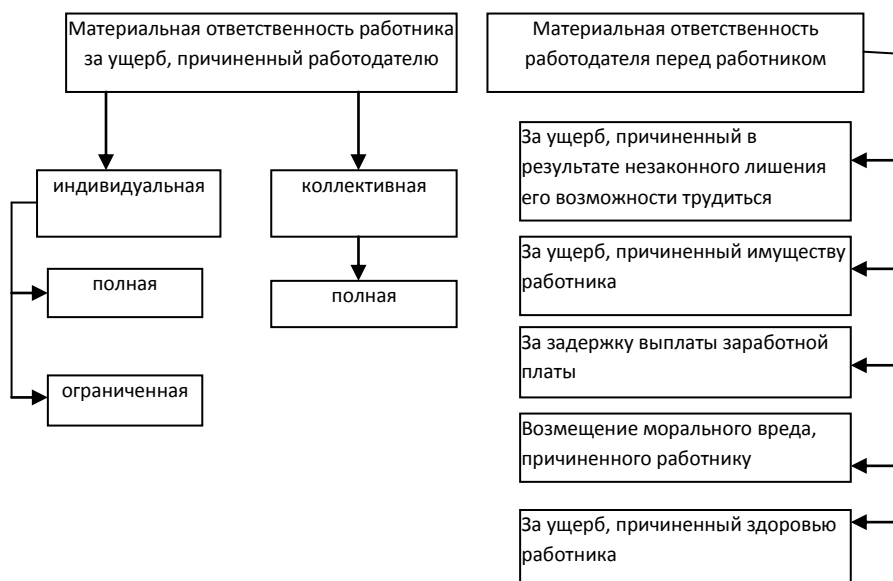 Материальная ответственность работника
за ущерб, причиненный работодателю
индивидуальная
полная
ограниченная
коллективная
полная
Материальная ответственность
работодателя перед работником
За ущерб, причиненный в
результате незаконного лишения
его возможности трудиться
За ущерб, причиненный имуществу
работника
За задержку выплаты заработной
платы
Возмещение морального вреда,
причиненного работнику
За ущерб, причиненный здоровью
работника